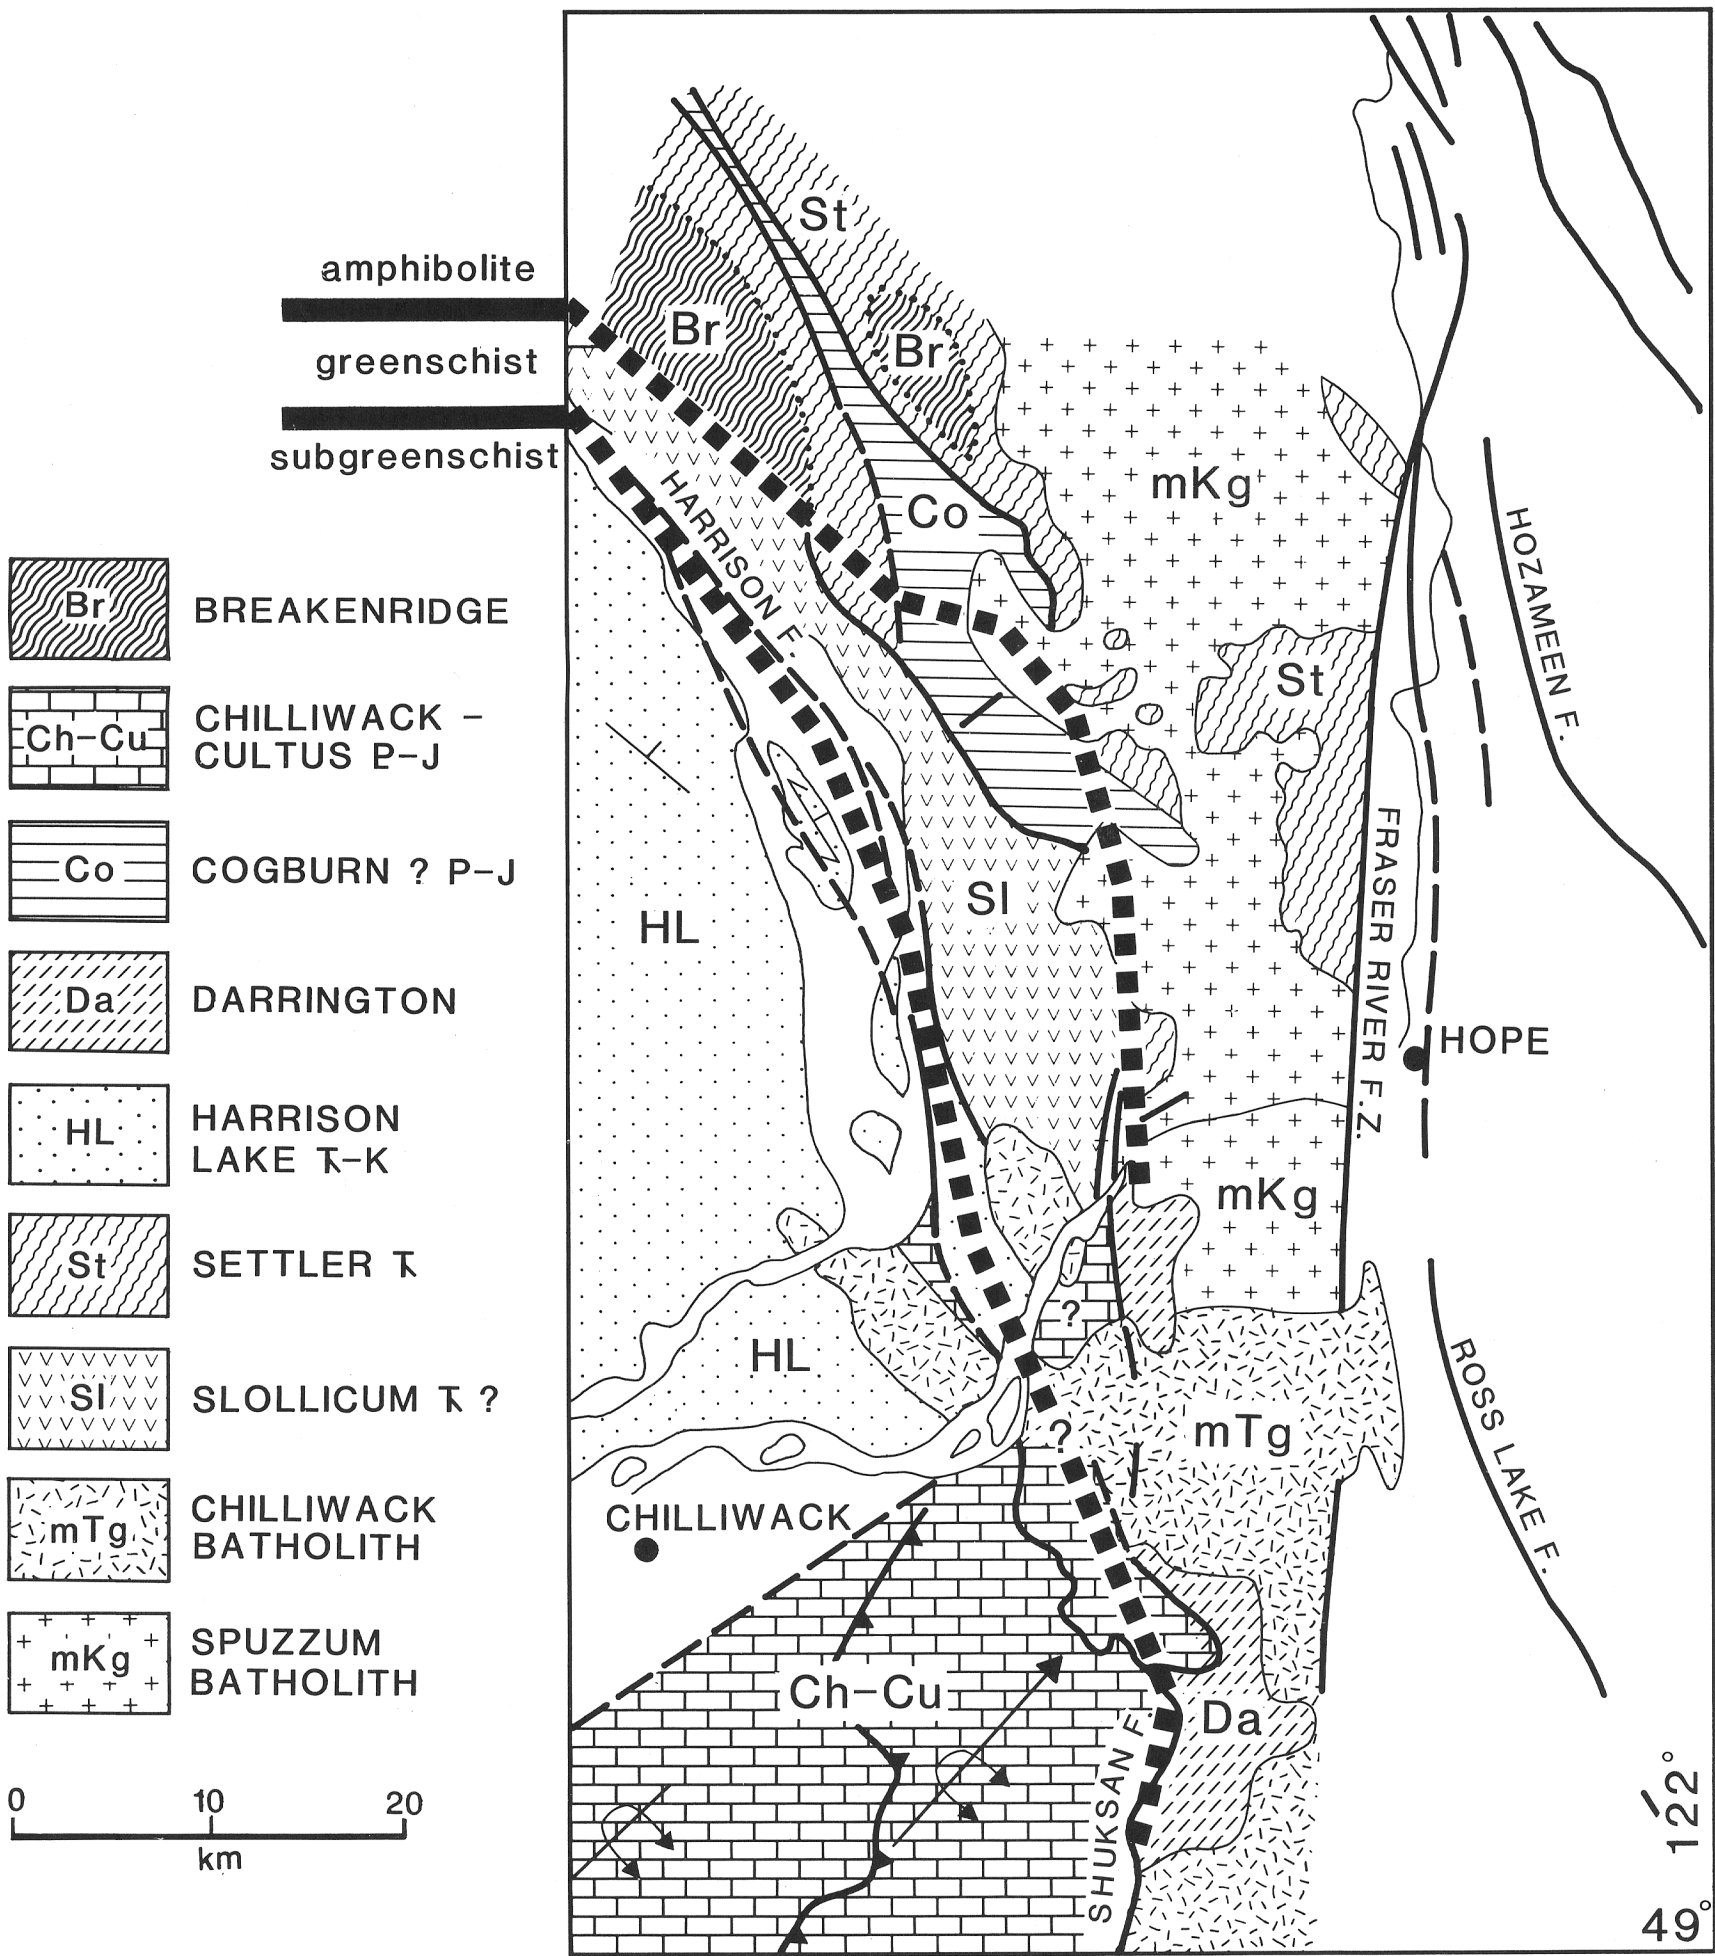 amphibolite
greenschist
subgreenschist
Br
BREAKENRIDGE
Ch–Cu
CHILLIWACK –
CULTUS P–J
Co
COGBURN ? P–J
Da
DARRINGTON
HL
HARRISON
LAKE Ŧ–K
St
SETTLER Ŧ
Sl
SLOLLICUM Ŧ ?
mTg
CHILLIWACK
BATHOLITH
mKg
SPUZZUM
BATHOLITH
0 10 20
km
St
Br
Br
mKg
Co
HARRISON F.
HOZAMEEN F.
St
HL
Sl
FRASER RIVER F.Z.
HOPE
mKg
?
HL
ROSS LAKE F.
mTg
?
CHILLIWACK
Ch–Cu
Da
SHUKSAN F.
122°
49°